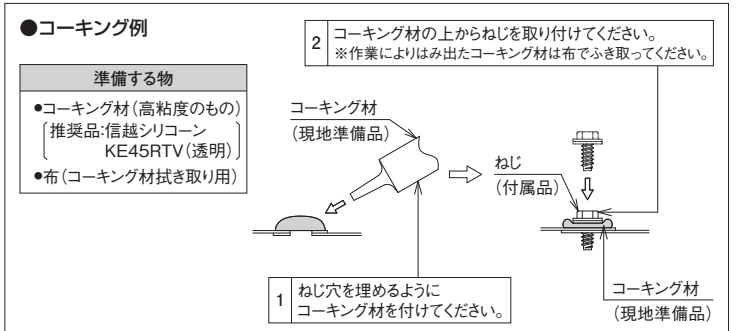 ●コーキング例
準備する物
●コーキング材(高粘度のもの)
推奨品:信越シリコーン
KE45RTV(透明)
●布(コーキング材拭き取り用)
2 コーキング材の上からねじを取り付けてください。
※作業によりはみ出たコーキング材は布でふき取ってください。
コーキング材
(現地準備品)
ねじ
(付属品)
1 ねじ穴を埋めるように
コーキング材を付けてください。
コーキング材
(現地準備品)